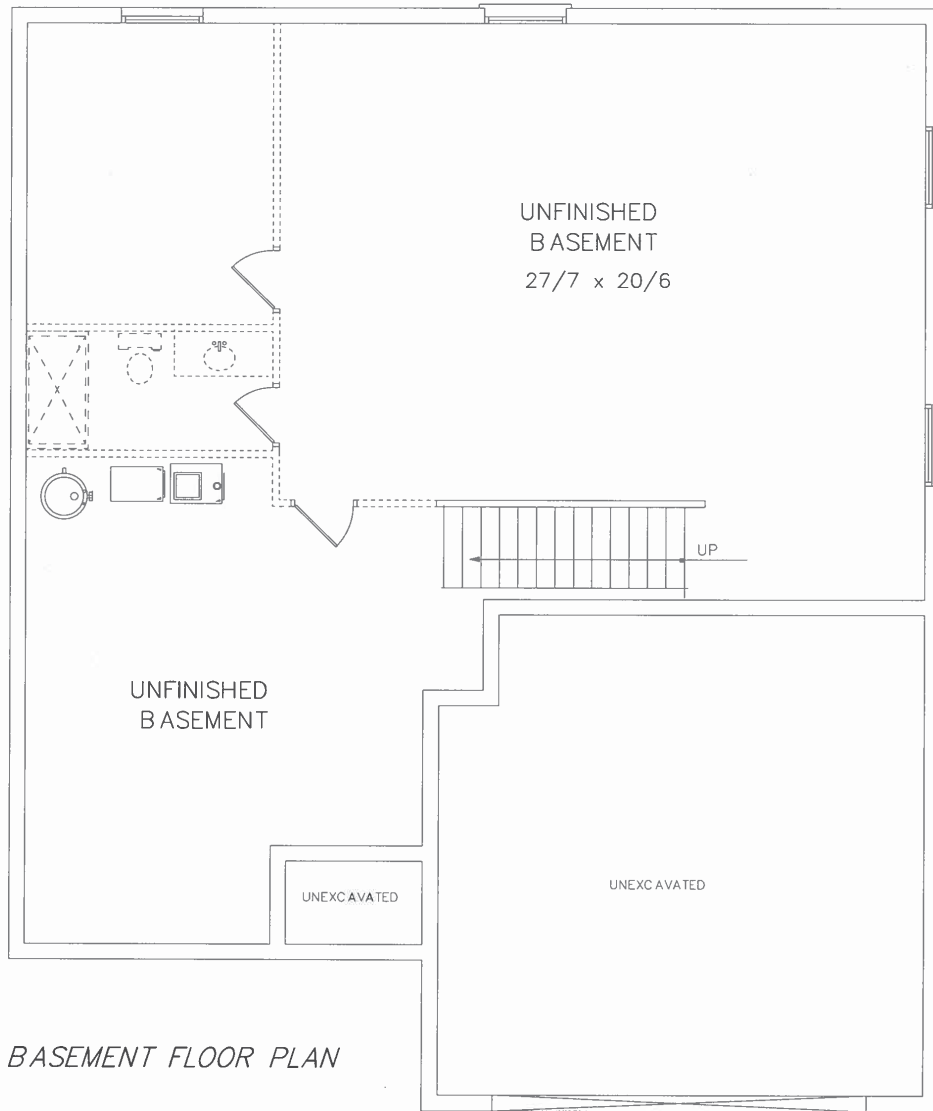 UNFINISHED
BASEMENT
27/7 x 20/6
UP
UNFINISHED
BASEMENT
UNEXCAVATED
UNEXCAVATED
BASEMENT FLOOR PLAN